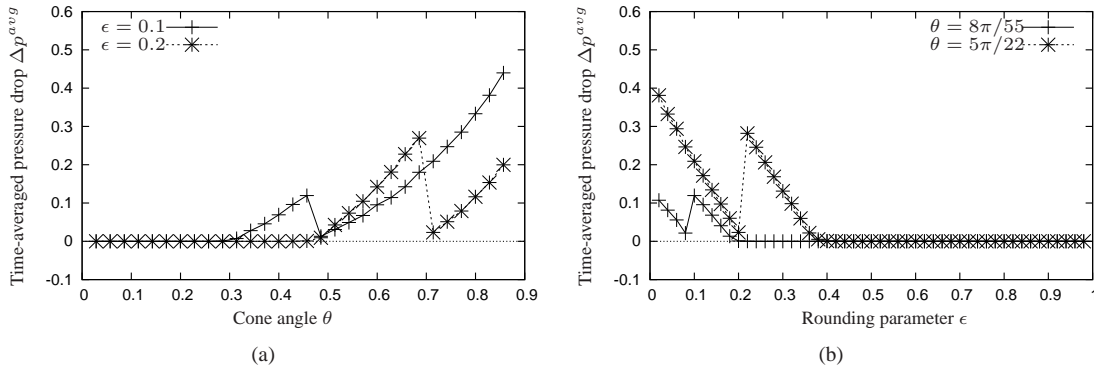 Time-averaged pressure drop Δp^avg
0.6
0.5
0.4
0.3
0.2
0.1
0
-0.1
ϵ = 0.1
ϵ = 0.2
0 0.1 0.2 0.3 0.4 0.5 0.6 0.7 0.8 0.9
Cone angle θ
(a)
Time-averaged pressure drop Δp^avg
0.6
0.5
0.4
0.3
0.2
0.1
0
-0.1
θ = 8π/55
θ = 5π/22
0 0.1 0.2 0.3 0.4 0.5 0.6 0.7 0.8 0.9 1
Rounding parameter ϵ
(b)